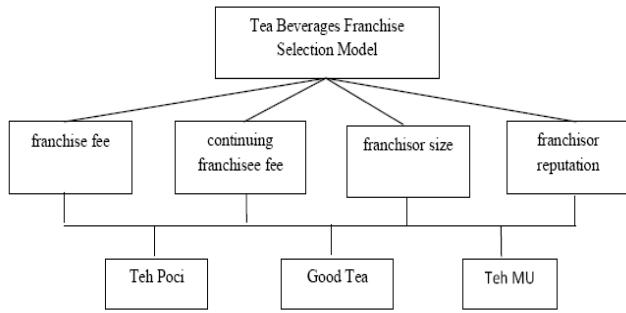 Tea Beverages Franchise
Selection Model
franchise fee
continuing
franchisee fee
franchisor size
franchisor
reputation
Teh Poci
Good Tea
Teh MU